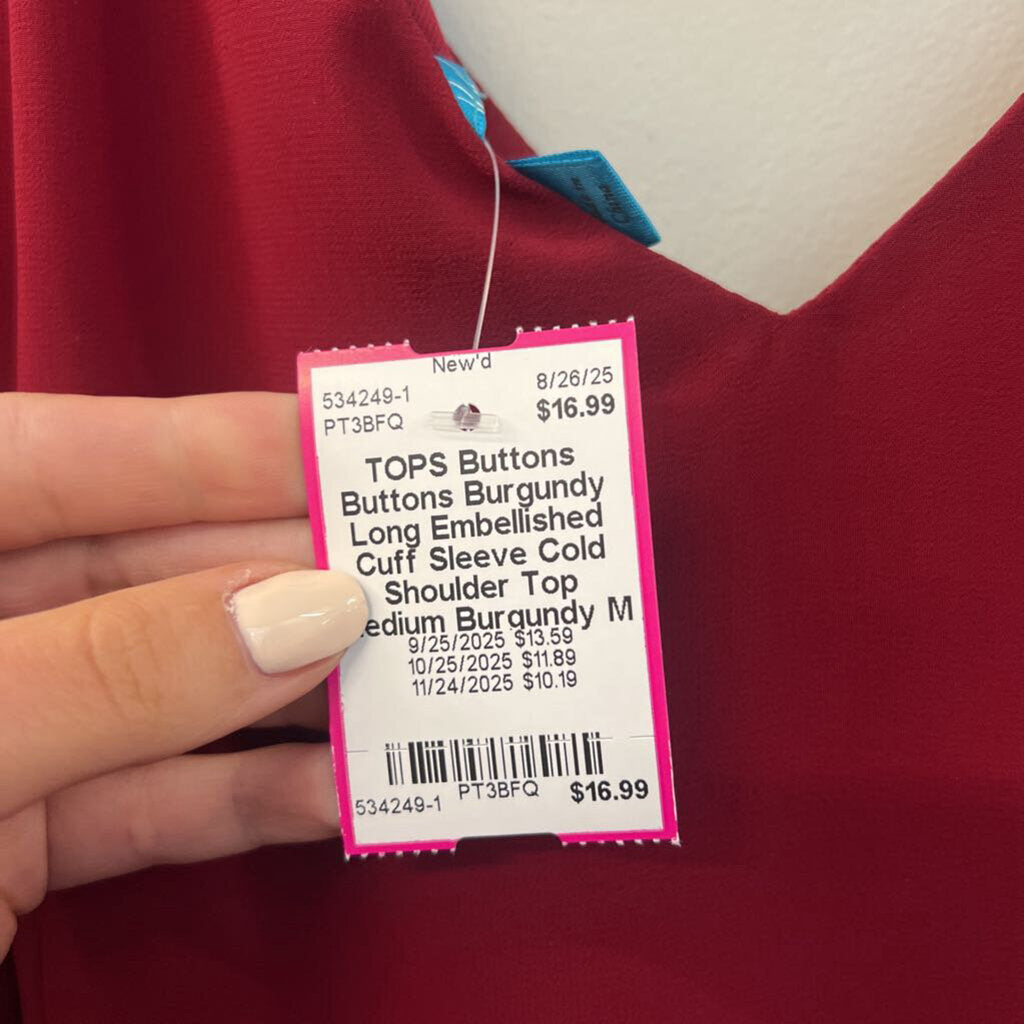 New'd
534249-1 8/26/25
PT3BFQ $16.99
TOPS Buttons
Buttons Burgundy
Long Embellished
Cuff Sleeve Cold
Shoulder Top
edium Burgundy M
9/25/2025 $13.59
10/25/2025 $11.89
11/24/2025 $10.19
534249-1 PT3BFQ $16.99
China